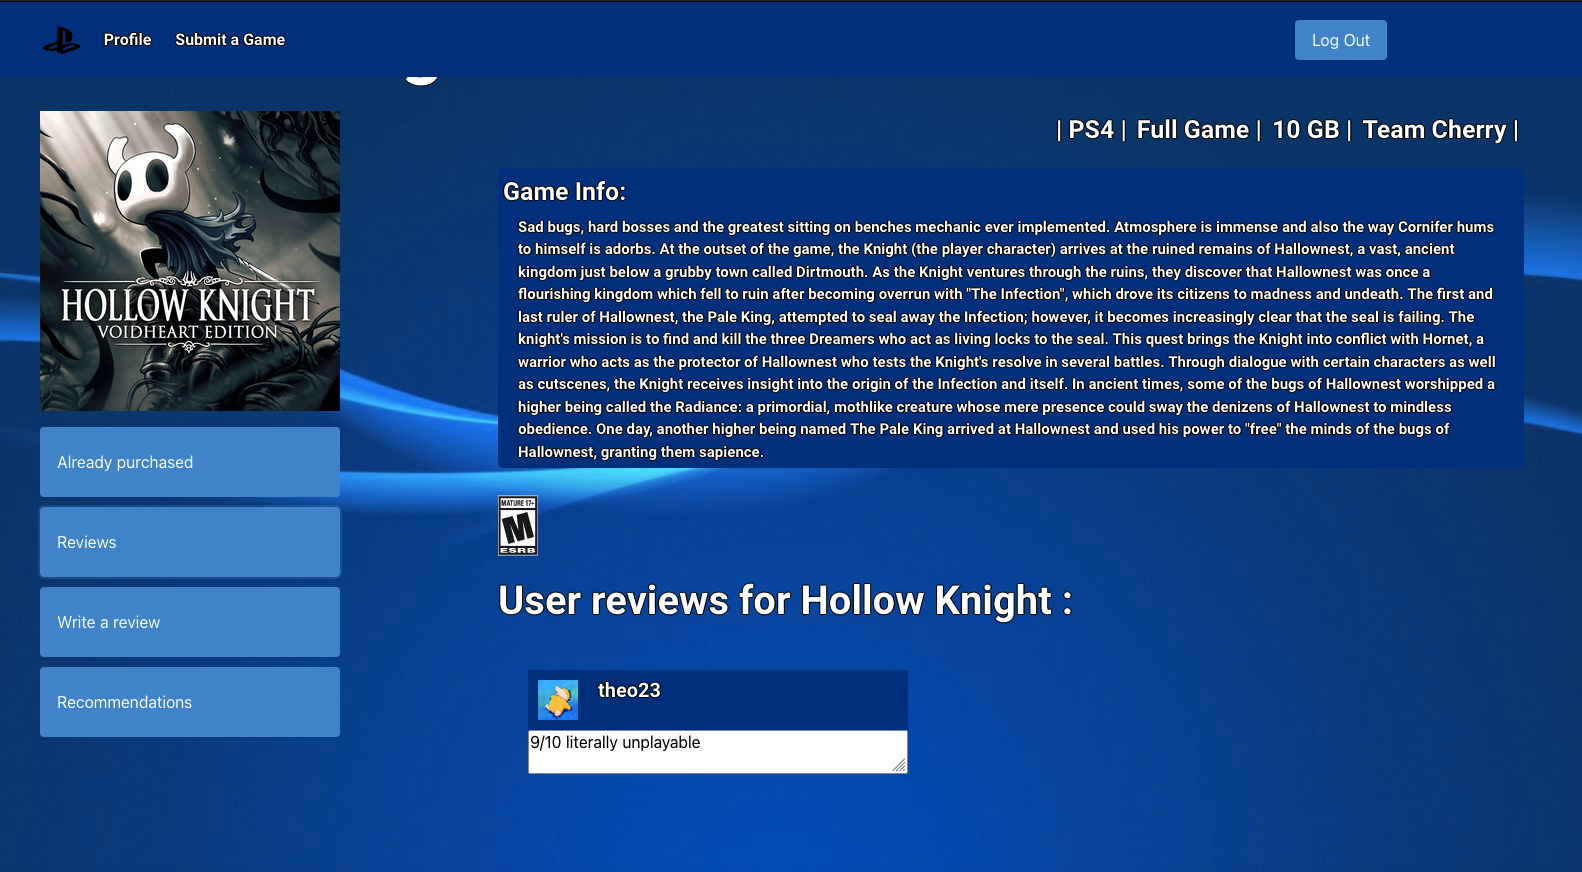 Profile
Submit a Game
Log Out
HOLLOW KNIGHT
VOIDHEART EDITION
Already purchased
Reviews
Write a review
Recommendations
| PS4 | Full Game | 10 GB | Team Cherry |
Game Info:
Sad bugs, hard bosses and the greatest sitting on benches mechanic ever implemented. Atmosphere is immense and also the way Cornifer hums
to himself is adorbs. At the outset of the game, the Knight (the player character) arrives at the ruined remains of Hallownest, a vast, ancient
kingdom just below a grubby town called Dirtmouth. As the Knight ventures through the ruins, they discover that Hallownest was once a
flourishing kingdom which fell to ruin after becoming overrun with "The Infection", which drove its citizens to madness and undeath. The first and
last ruler of Hallownest, the Pale King, attempted to seal away the Infection; however, it becomes increasingly clear that the seal is failing. The
knight's mission is to find and kill the three Dreamers who act as living locks to the seal. This quest brings the Knight into conflict with Hornet, a
warrior who acts as the protector of Hallownest who tests the Knight's resolve in several battles. Through dialogue with certain characters as well
as cutscenes, the Knight receives insight into the origin of the Infection and itself. In ancient times, some of the bugs of Hallownest worshipped a
higher being called the Radiance: a primordial, mothlike creature whose mere presence could sway the denizens of Hallownest to mindless
obedience. One day, another higher being named The Pale King arrived at Hallownest and used his power to "free" the minds of the bugs of
Hallownest, granting them sapience.
MATURE 17+
M
ESRB
User reviews for Hollow Knight :
theo23
9/10 literally unplayable